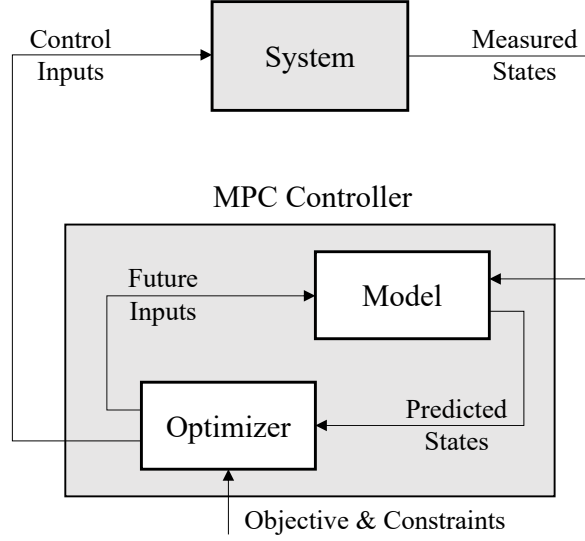 Control
Inputs
System
Measured
States
MPC Controller
Future
Inputs
Model
Optimizer
Predicted
States
Objective & Constraints